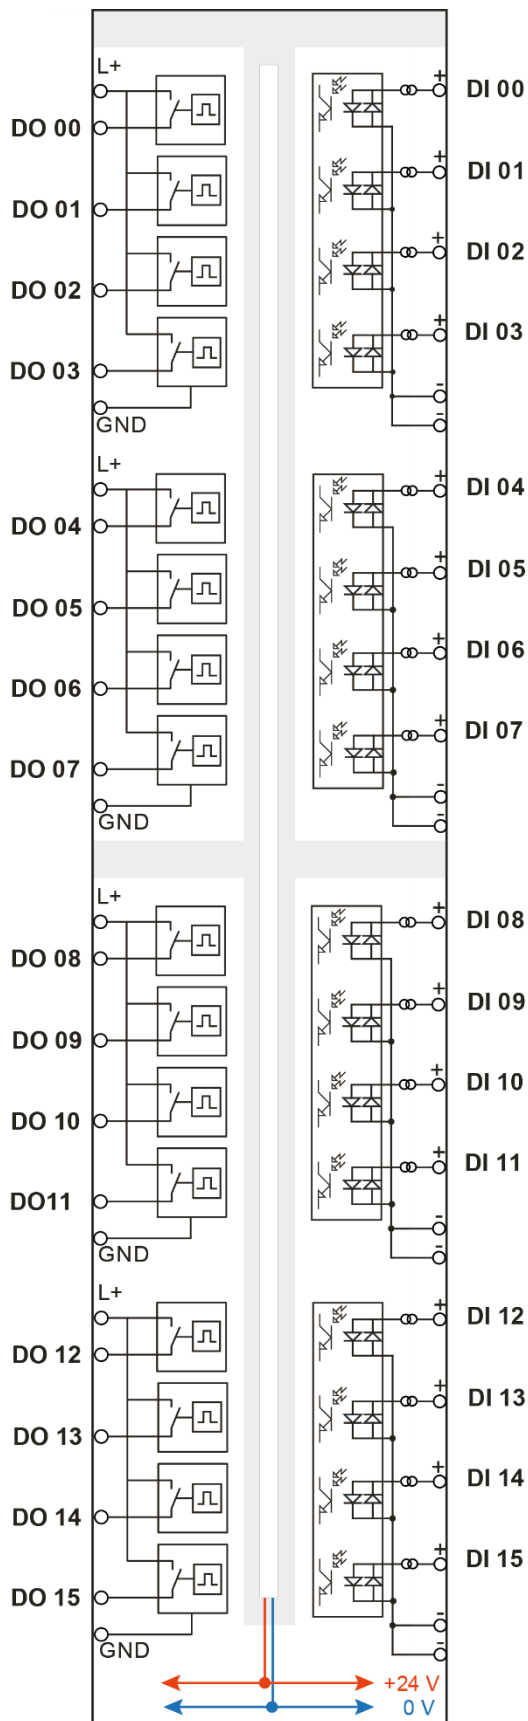 L+
+
DI 00
DO 00
+
DI 01
DO 01
+
DI 02
DO 02
+
DI 03
DO 03
-
GND
-
L+
+
DI 04
DO 04
+
DI 05
DO 05
+
DI 06
DO 06
+
DI 07
DO 07
-
GND
-
L+
+
DI 08
DO 08
+
DI 09
DO 09
+
DI 10
DO 10
+
DI 11
DO11
-
GND
-
L+
+
DI 12
DO 12
+
DI 13
DO 13
+
DI 14
DO 14
+
DI 15
DO 15
-
GND
-
+24 V
0 V